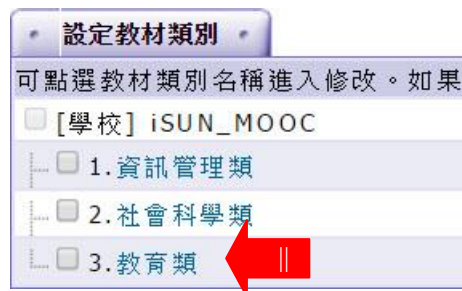 · 設定教材類別 ·
可點選教材類別名稱進入修改。如果
[學校] iSUN_MOOC
1.資訊管理類
2.社會科學類
3.教育類
||